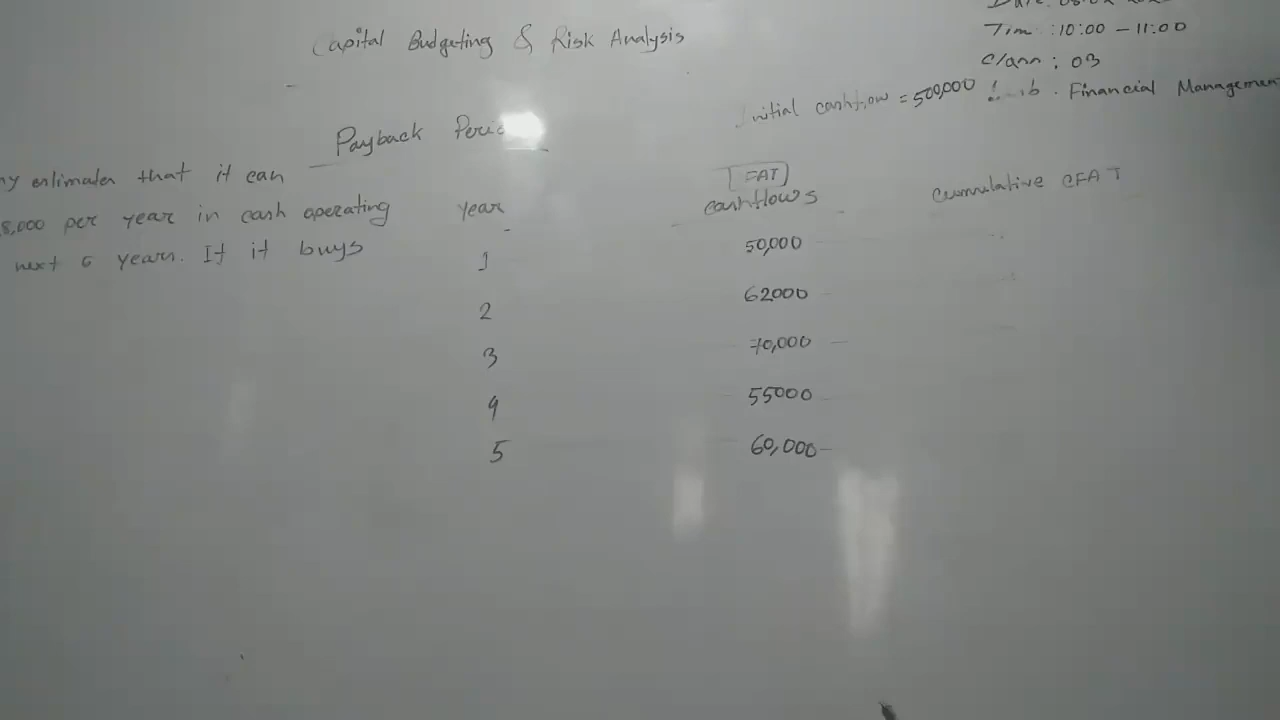 Capital Budgeting & Risk Analysis
Tim : 10:00 – 11:00
C/ann : 03
Financial Management
Initial cashflow = 500,000
Payback
estimates that it can
8,000 per year in cash operating
next 6 years. If it buys
Year cashflows Cumulative CFAT
1 50,000
2 62000
3 70,000
4 55000
5 60,000